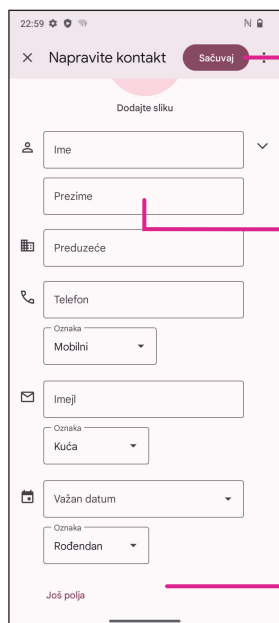 22:59
Napravite kontakt
Sačuvaj
Dodajte sliku
Ime
Prezime
Preduzeće
Telefon
Oznaka
Mobilni
Imejl
Oznaka
Kuća
Važan datum
Oznaka
Rođendan
Još polja